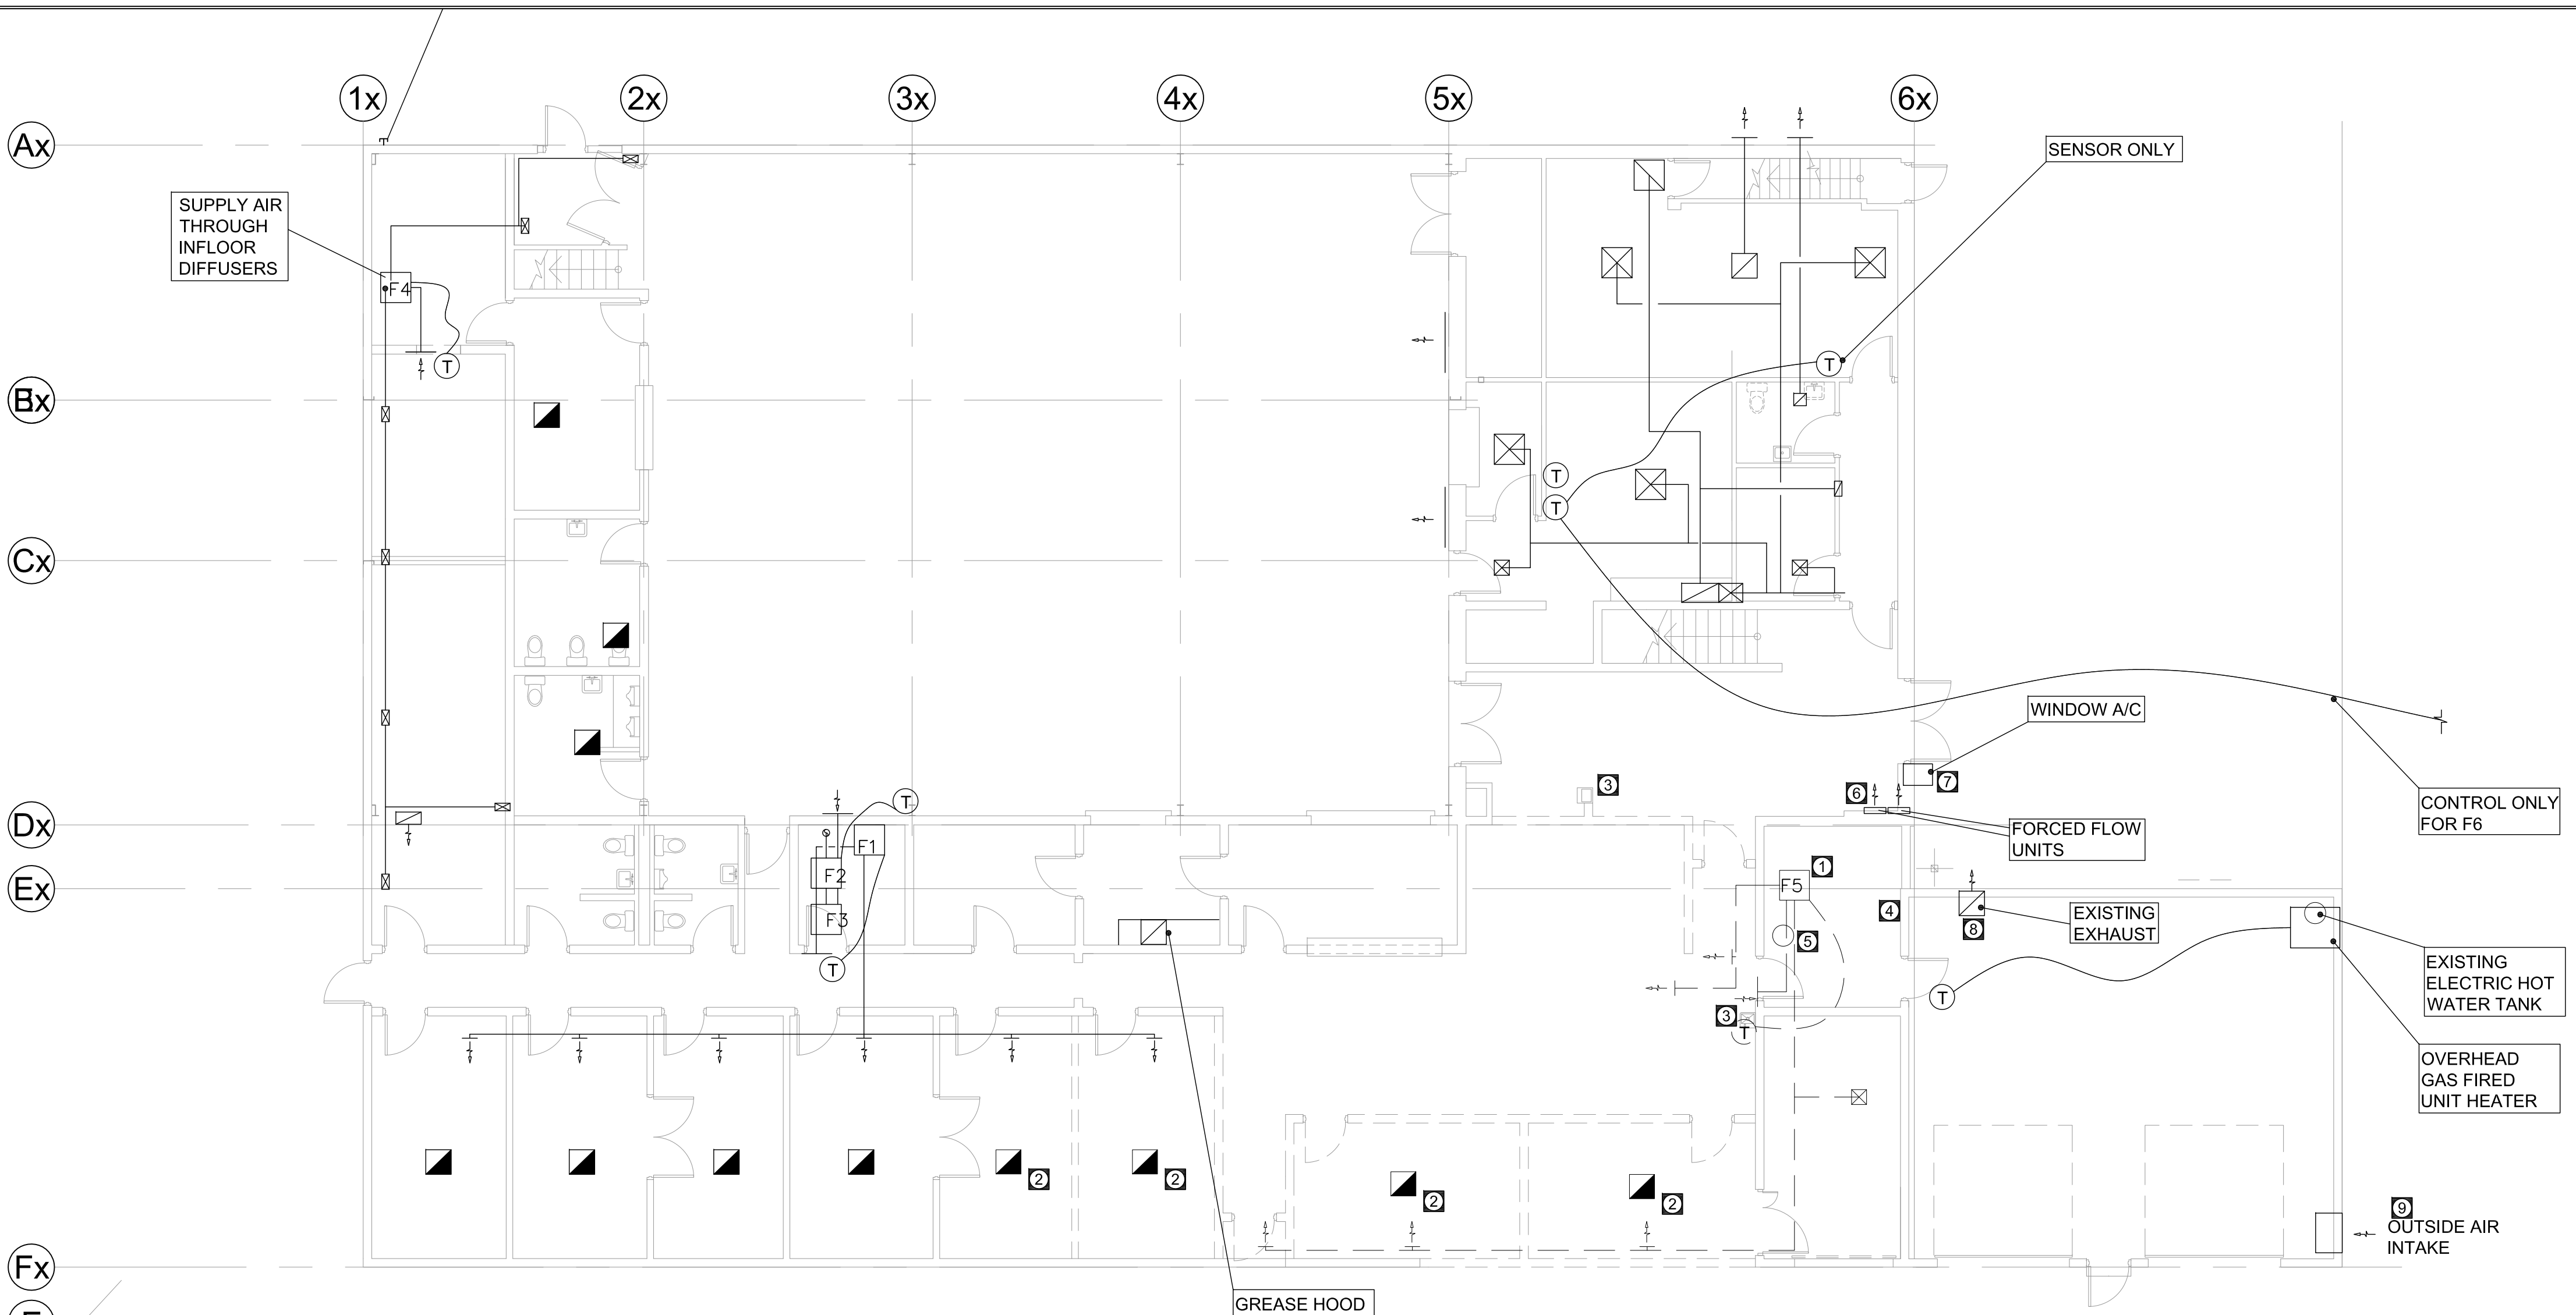 1x
2x
3x
4x
5x
6x
Ax
SENSOR ONLY
SUPPLY AIR
THROUGH
INFLOOR
DIFFUSERS
F4
T
T
Bx
T
T
Cx
WINDOW A/C
3
6
7
CONTROL ONLY
FOR F6
T
Dx
FORCED FLOW
UNITS
F1
F2
F3
1
F5
Ex
4
EXISTING
EXHAUST
8
5
T
EXISTING
ELECTRIC HOT
WATER TANK
T
3
T
OVERHEAD
GAS FIRED
UNIT HEATER
2
2
2
2
9
OUTSIDE AIR
INTAKE
Fx
GREASE HOOD